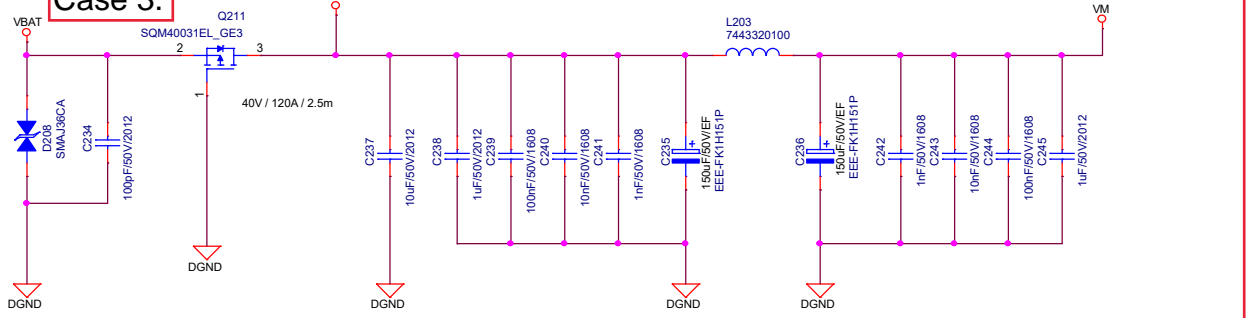 Case 3.
VBAT
Q211
SQM40031EL_GE3
2
3
1
40V / 120A / 2.5m
L203
7443320100
VM
D208
SMAJ36CA
C234
100pF/50V/2012
C237
10uF/50V/2012
C238
1uF/50V/2012
C239
100nF/50V/1608
C240
10nF/50V/1608
C241
1nF/50V/1608
C235
150uF/50V/EF
EEE-FK1H151P
C236
150uF/50V/EF
EEE-FK1H151P
C242
1nF/50V/1608
C243
10nF/50V/1608
C244
100nF/50V/1608
C245
1uF/50V/2012
DGND
DGND
DGND
DGND
DGND